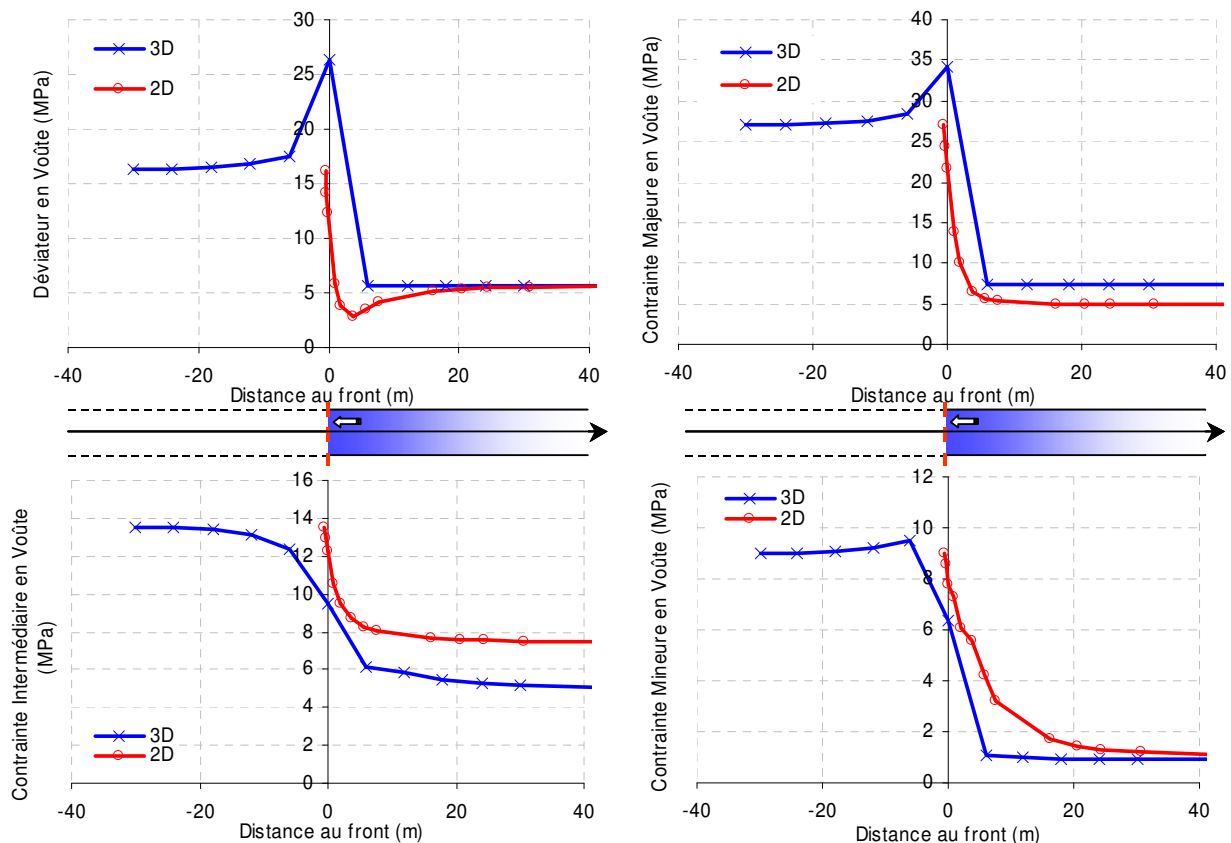 Déviateur en Voûte (MPa)
30
25
20
15
10
5
0
3D
2D
-40 -20 0 20 40
Distance au front (m)
Contrainte Majeure en Voûte (MPa)
40
35
30
25
20
15
10
5
0
3D
2D
-40 -20 0 20 40
Distance au front (m)
Contrainte Intermédiaire en Voûte
(MPa)
16
14
12
10
8
6
4
2
0
3D
2D
-40 -20 0 20 40
Distance au front (m)
Contrainte Mineure en Voûte (MPa)
12
10
8
6
4
2
0
3D
2D
-40 -20 0 20 40
Distance au front (m)